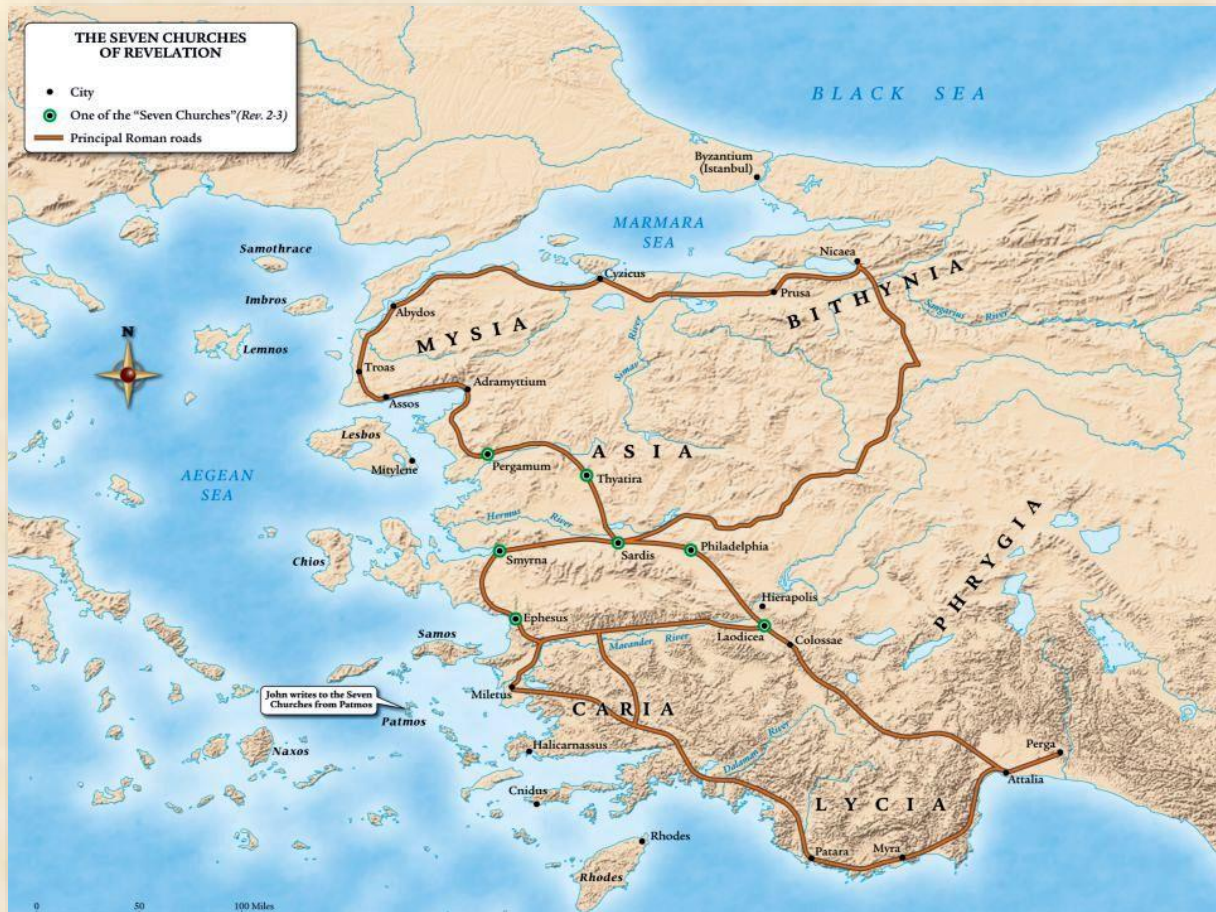 THE SEVEN CHURCHES
OF REVELATION
City
One of the "Seven Churches" (Rev. 2-3)
Principal Roman roads
BLACK SEA
Byzantium
(Istanbul)
MARMARA
SEA
Samothrace
Nicaea
Cyzicus
Prusa
BITHYNIA
Imbros
Abydos
Sangarius River
MYSIA
Simav River
N
Lemnos
Troas
Adramyttium
Assos
Lesbos
Mitylene
ASIA
Pergamum
Thyatira
AEGEAN
SEA
Hermus River
Chios
Smyrna
Sardis
Philadelphia
PHRYGIA
Hierapolis
Ephesus
Laodicea
Colossae
Samos
Maeander River
John writes to the Seven
Churches from Patmos
Patmos
Miletus
CARIA
Naxos
Halicarnassus
Dalaman River
Perga
Attalia
Cnidus
LYCIA
Rhodes
Patara
Myra
Rhodes
0 50 100 Miles